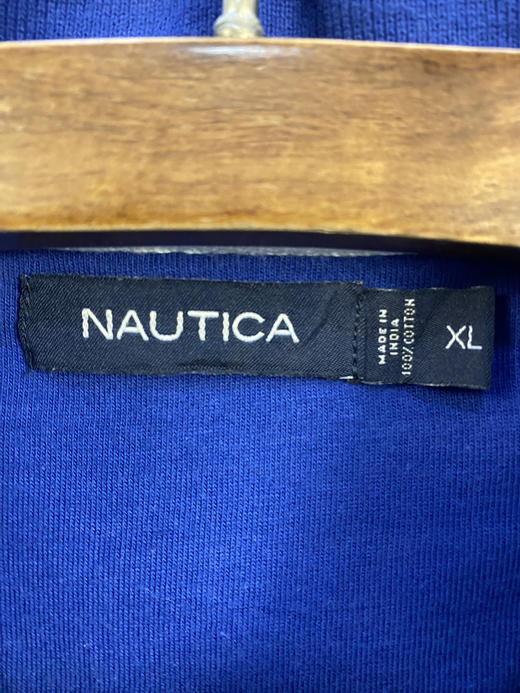 NAUTICA
MADE IN
INDIA
100% COTTON
XL